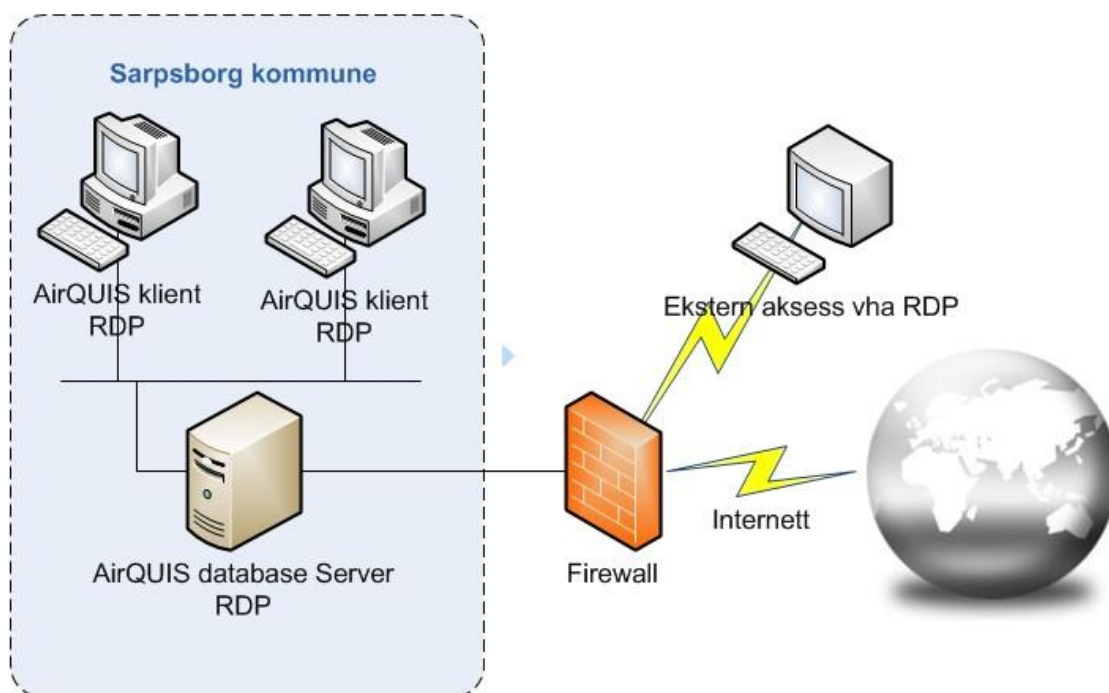 Sarpsborg kommune
AirQUIS klient
RDP
AirQUIS klient
RDP
Ekstern aksess vha RDP
Internett
AirQUIS database Server
RDP
Firewall